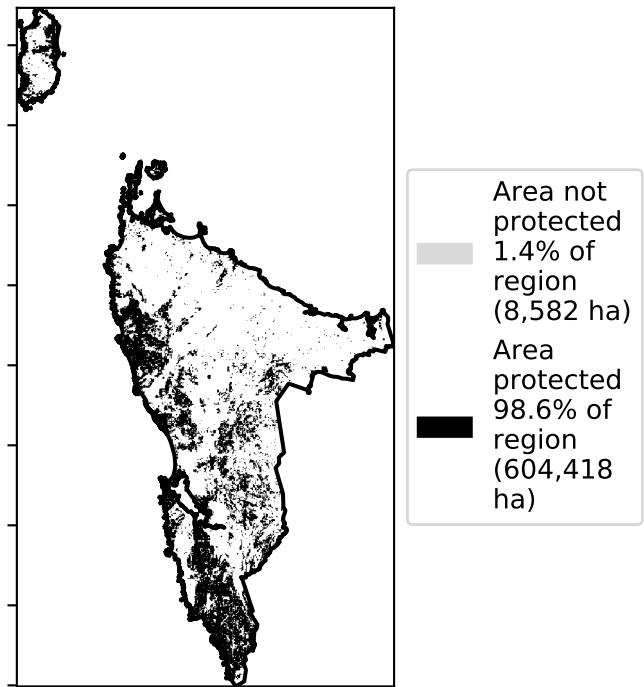 Area not
protected
1.4% of
region
(8,582 ha)
Area
protected
98.6% of
region
(604,418
ha)